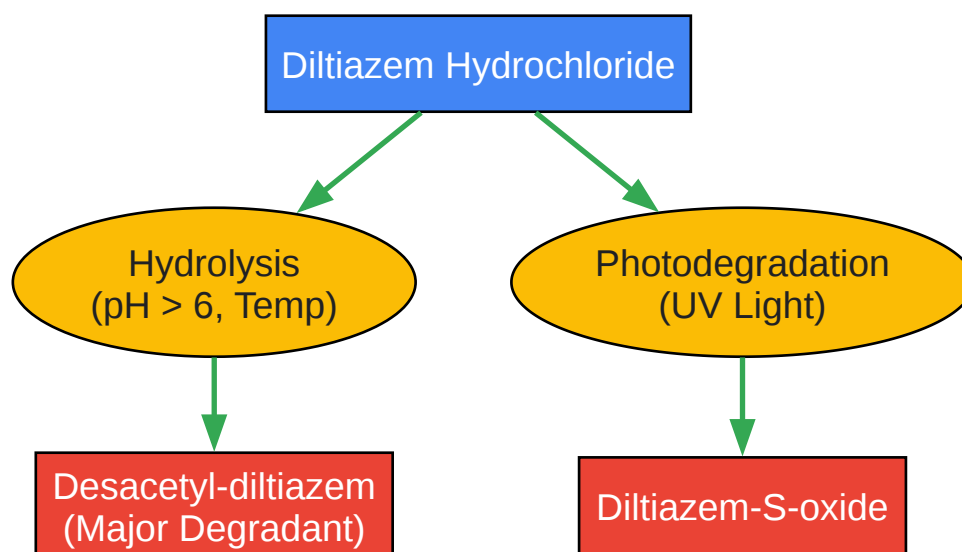 Diltiazem Hydrochloride
Hydrolysis
(pH > 6, Temp)
Photodegradation
(UV Light)
Desacetyl-diltiazem
(Major Degradant)
Diltiazem-S-oxide